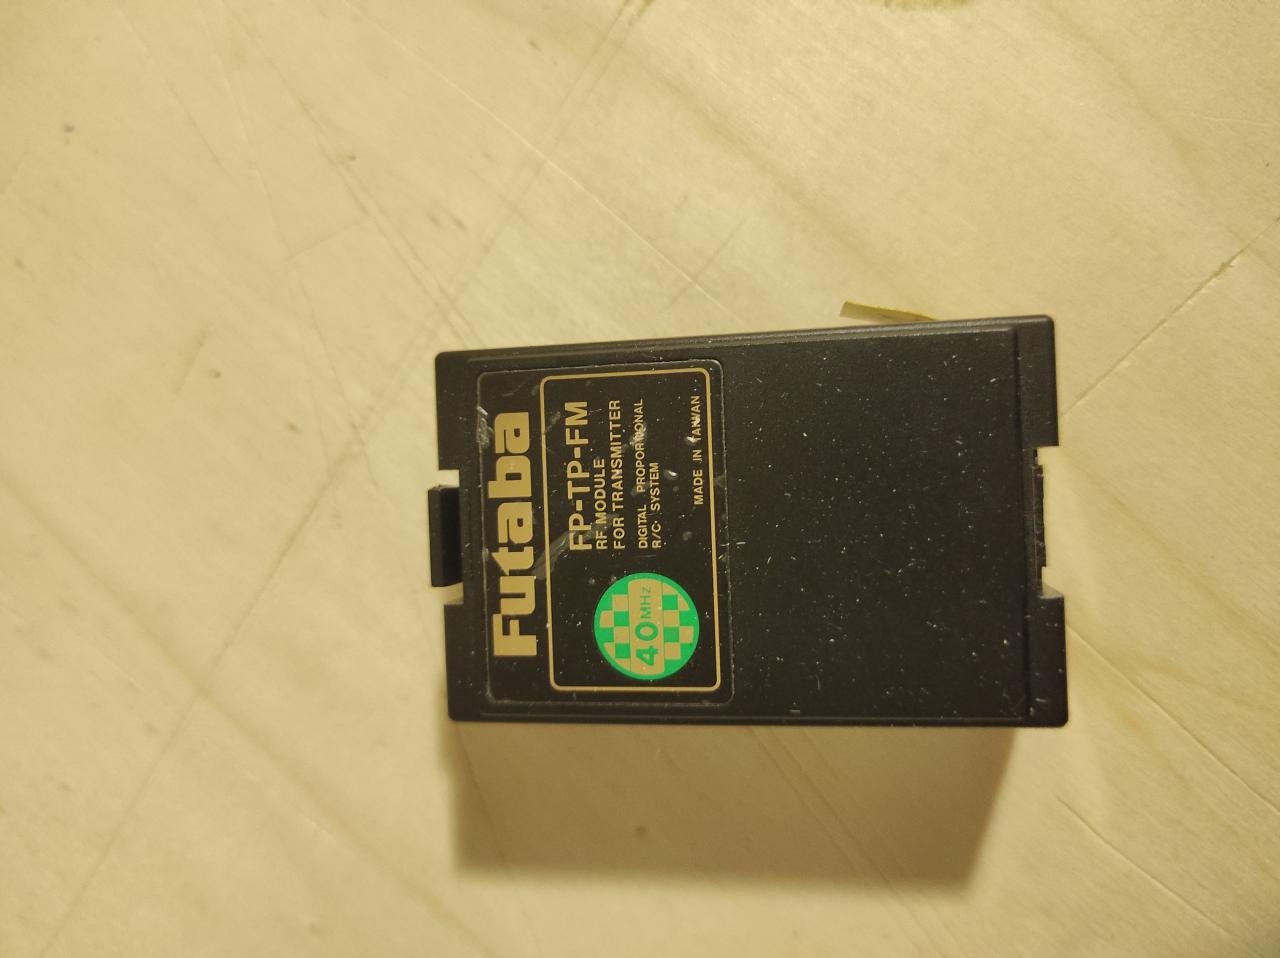 Futaba
FP-TP-FM
RF MODULE
FOR TRANSMITTER
DIGITAL PROPORTIONAL
R/C SYSTEM
40MHz
MADE IN TAIWAN